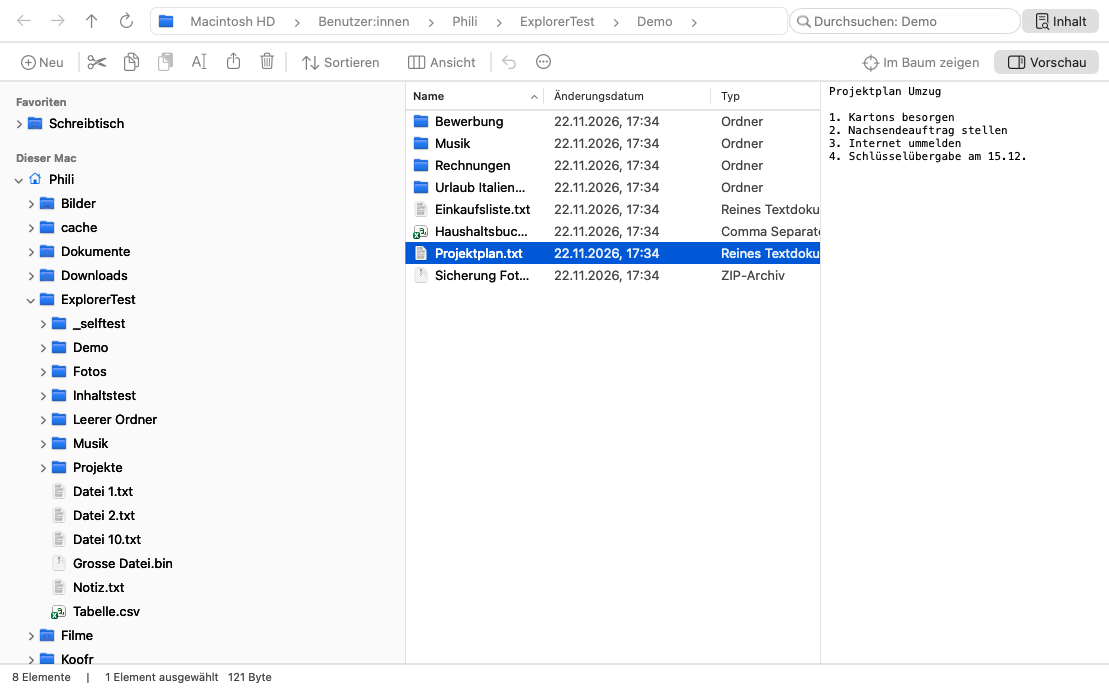 Macintosh HD > Benutzer:innen > Phili > ExplorerTest > Demo >
Durchsuchen: Demo
Inhalt
Neu
Sortieren
Ansicht
Im Baum zeigen
Vorschau
Favoriten
Schreibtisch
Dieser Mac
Phili
Bilder
cache
Dokumente
Downloads
ExplorerTest
_selftest
Demo
Fotos
Inhaltstest
Leerer Ordner
Musik
Projekte
Datei 1.txt
Datei 2.txt
Datei 10.txt
Grosse Datei.bin
Notiz.txt
Tabelle.csv
Filme
Koofr
Name Änderungsdatum Typ
Bewerbung 22.11.2026, 17:34 Ordner
Musik 22.11.2026, 17:34 Ordner
Rechnungen 22.11.2026, 17:34 Ordner
Urlaub Italien... 22.11.2026, 17:34 Ordner
Einkaufsliste.txt 22.11.2026, 17:34 Reines Textdoku
Haushaltsbuc... 22.11.2026, 17:34 Comma Separate
Projektplan.txt 22.11.2026, 17:34 Reines Textdoku
Sicherung Fot... 22.11.2026, 17:34 ZIP-Archiv
Projektplan Umzug
1. Kartons besorgen
2. Nachsendeauftrag stellen
3. Internet ummelden
4. Schlüsselübergabe am 15.12.
8 Elemente | 1 Element ausgewählt 121 Byte